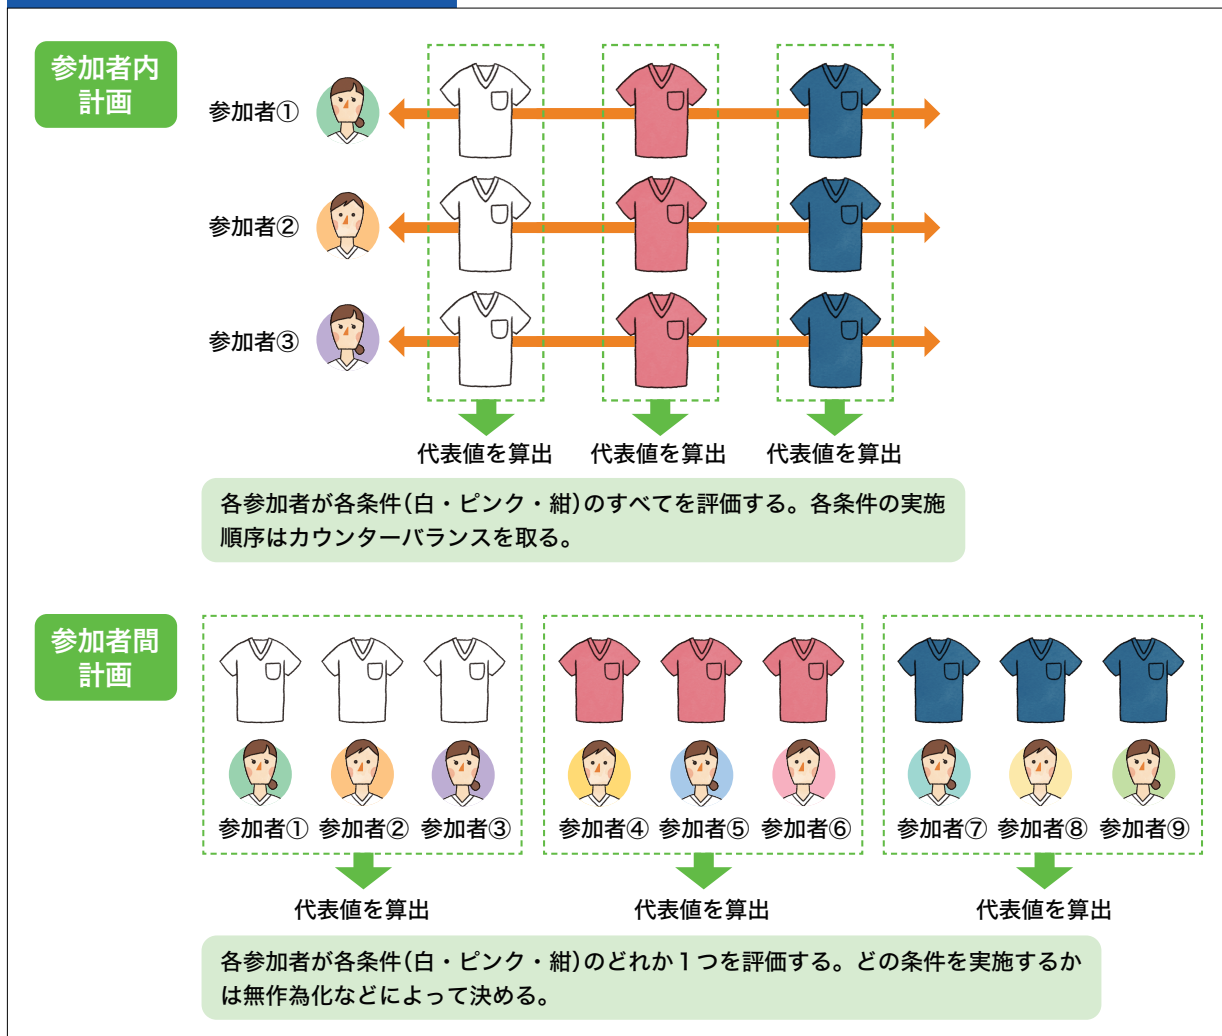 参加者内
計画
参加者①
参加者②
参加者③
代表値を算出 代表値を算出 代表値を算出
各参加者が各条件(白・ピンク・紺)のすべてを評価する。各条件の実施
順序はカウンターバランスを取る。
参加者間
計画
参加者① 参加者② 参加者③ 参加者④ 参加者⑤ 参加者⑥ 参加者⑦ 参加者⑧ 参加者⑨
代表値を算出 代表値を算出 代表値を算出
各参加者が各条件(白・ピンク・紺)のどれか1つを評価する。どの条件を実施するか
は無作為化などによって決める。